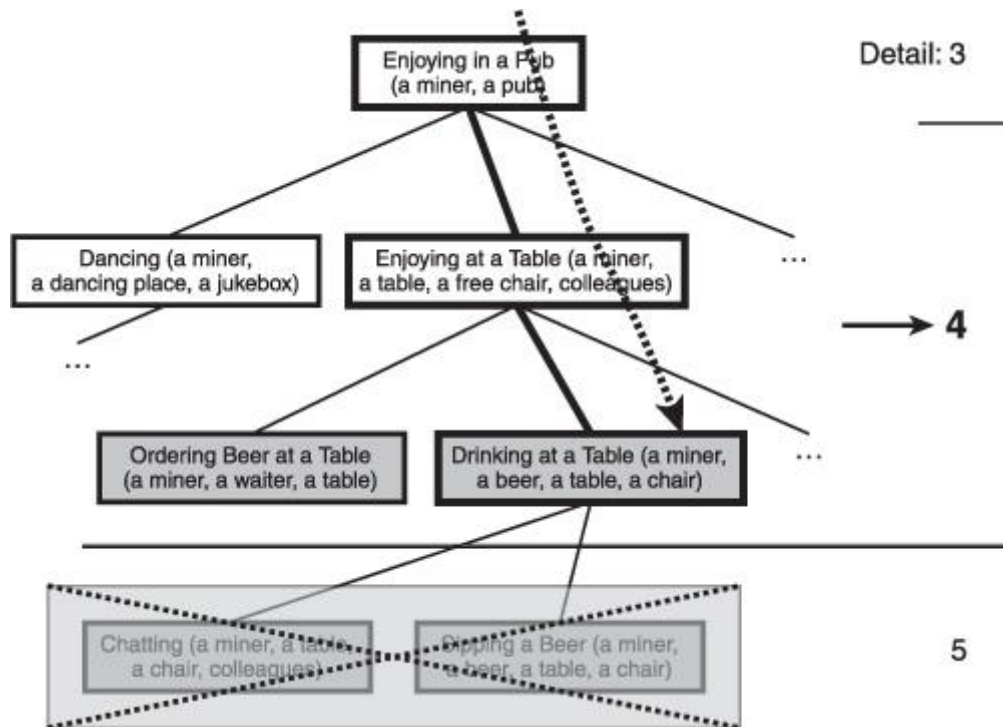 Enjoying in a Pub
(a miner, a pub)
Detail: 3
Dancing (a miner,
a dancing place, a jukebox)
Enjoying at a Table (a miner,
a table, a free chair, colleagues)
...
4
...
Ordering Beer at a Table
(a miner, a waiter, a table)
Drinking at a Table (a miner,
a beer, a table, a chair)
...
Chatting (a miner, a table,
a chair, colleagues)
Sipping a Beer (a miner,
a beer, a table, a chair)
5